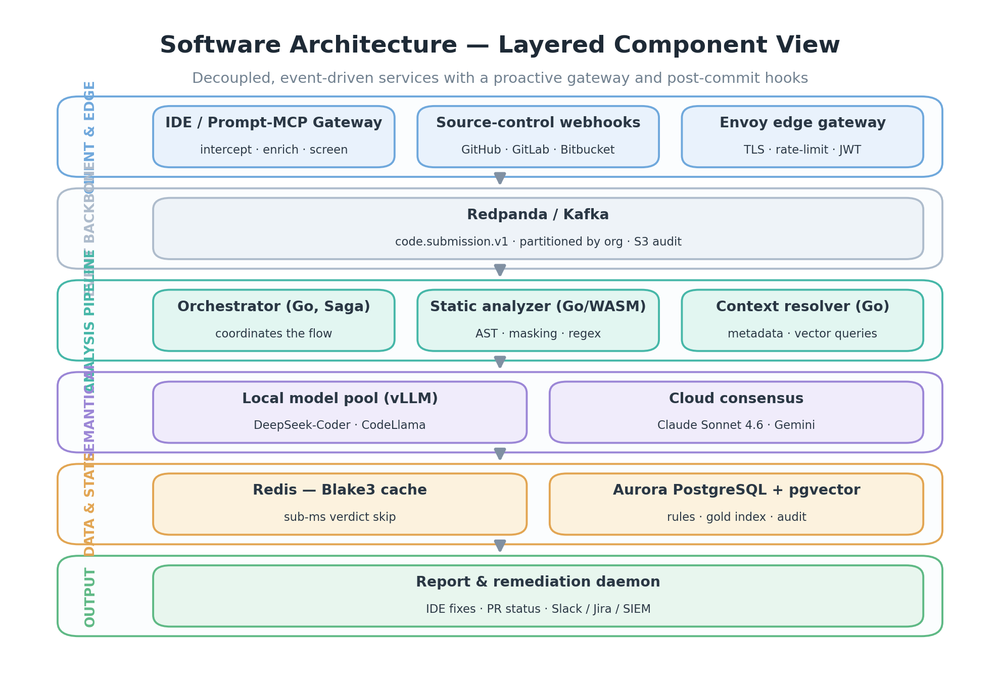 Software Architecture — Layered Component View
Decoupled, event-driven services with a proactive gateway and post-commit hooks
CLIENT & EDGE
IDE / Prompt-MCP Gateway
intercept · enrich · screen
Source-control webhooks
GitHub · GitLab · Bitbucket
Envoy edge gateway
TLS · rate-limit · JWT
EVENT BACKBONE
Redpanda / Kafka
code.submission.v1 · partitioned by org · S3 audit
ANALYSIS PIPELINE
Orchestrator (Go, Saga)
coordinates the flow
Static analyzer (Go/WASM)
AST · masking · regex
Context resolver (Go)
metadata · vector queries
SEMANTIC
Local model pool (vLLM)
DeepSeek-Coder · CodeLlama
Cloud consensus
Claude Sonnet 4.6 · Gemini
DATA & STATE
Redis — Blake3 cache
sub-ms verdict skip
Aurora PostgreSQL + pgvector
rules · gold index · audit
OUTPUT
Report & remediation daemon
IDE fixes · PR status · Slack / Jira / SIEM